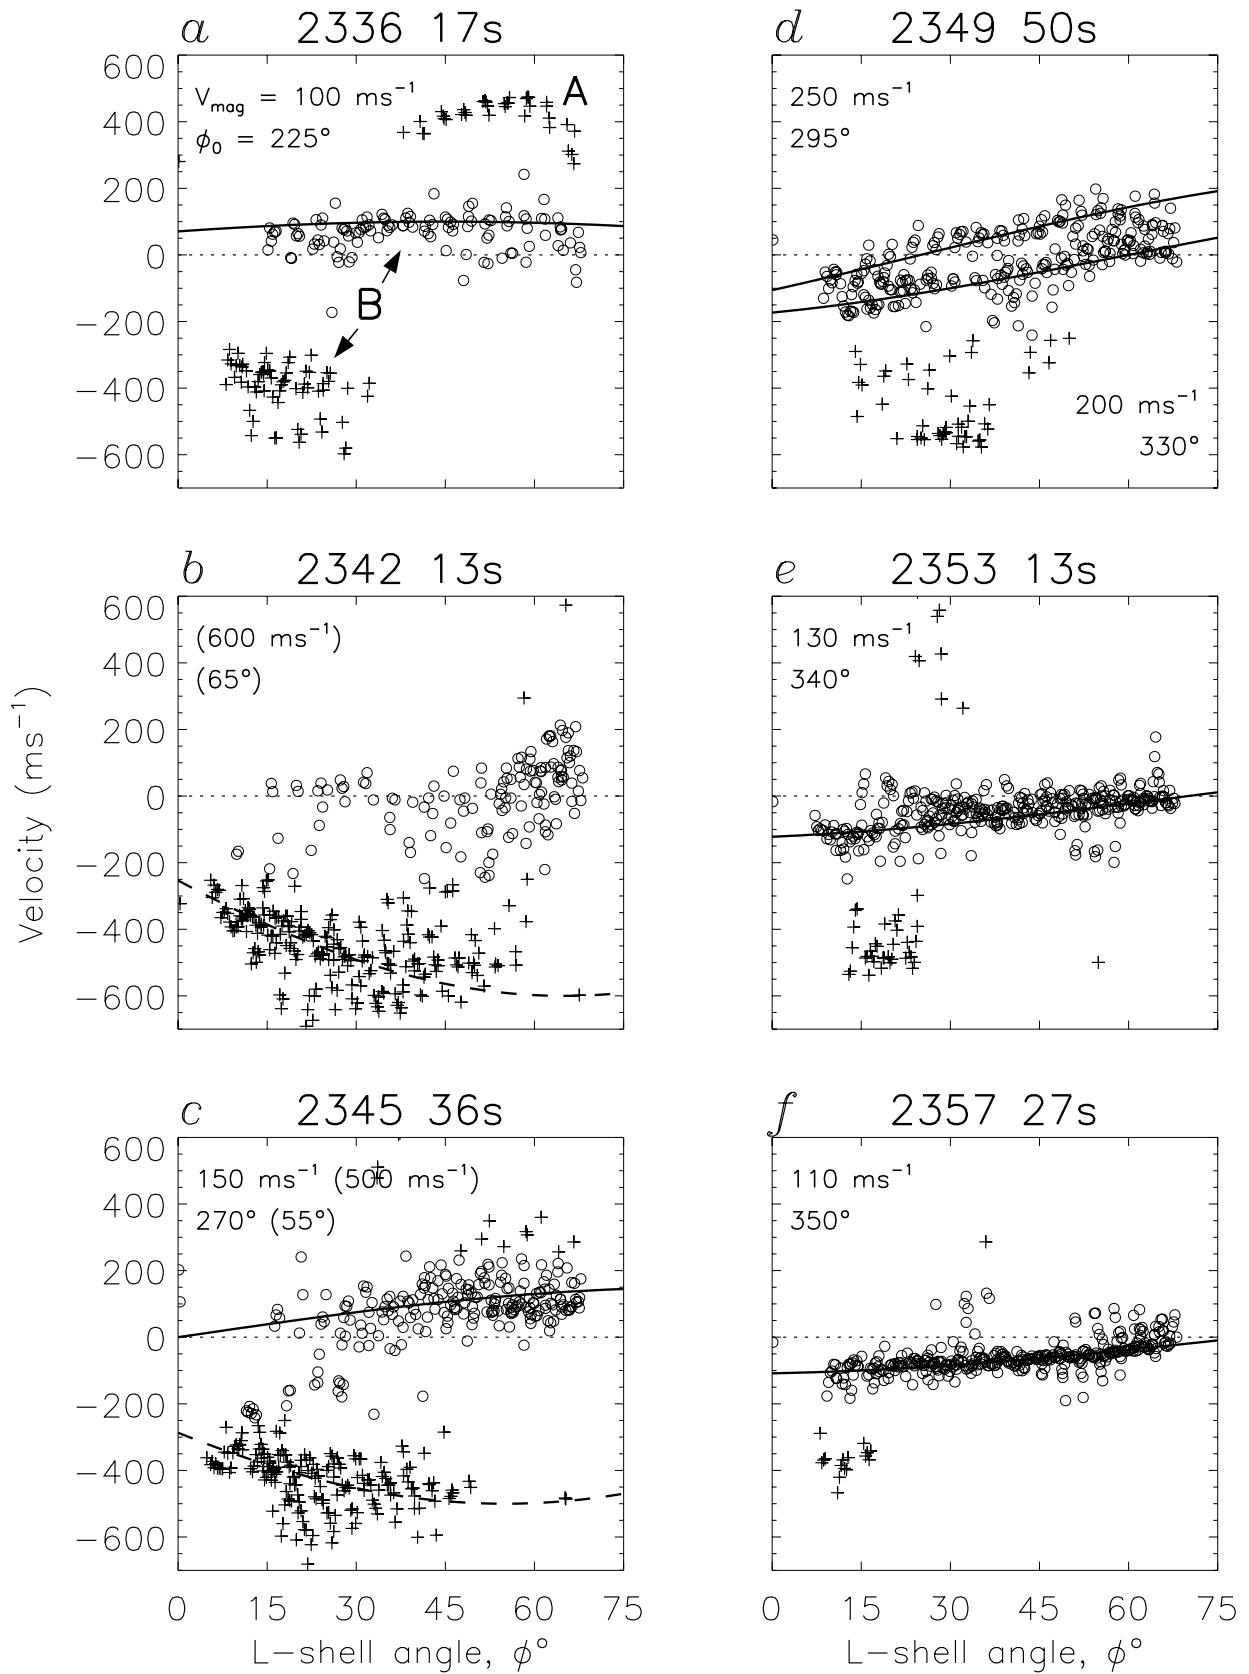 a 2336 17s
600
400
200
0
−200
−400
−600
V_mag = 100 ms⁻¹
φ₀ = 225°
A
B
b 2342 13s
600
400
200
0
−200
−400
−600
(600 ms⁻¹)
(65°)
c 2345 36s
600
400
200
0
−200
−400
−600
150 ms⁻¹ (500 ms⁻¹)
270° (55°)
0 15 30 45 60 75
L−shell angle, φ°
Velocity (ms⁻¹)
d 2349 50s
250 ms⁻¹
295°
200 ms⁻¹
330°
e 2353 13s
130 ms⁻¹
340°
f 2357 27s
110 ms⁻¹
350°
0 15 30 45 60 75
L−shell angle, φ°